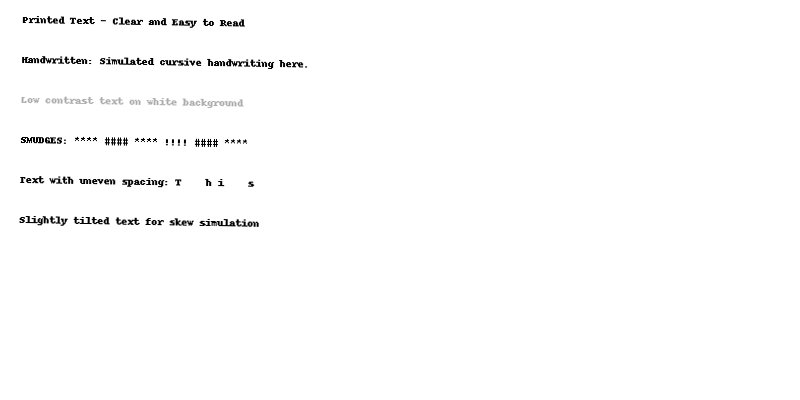 Printed Text - Clear and Easy to Read
Handwritten: Simulated cursive handwriting here.
Low contrast text on white background
SMUDGES: **** #### **** !!!! #### ****
Text with uneven spacing: T    h i    s
Slightly tilted text for skew simulation